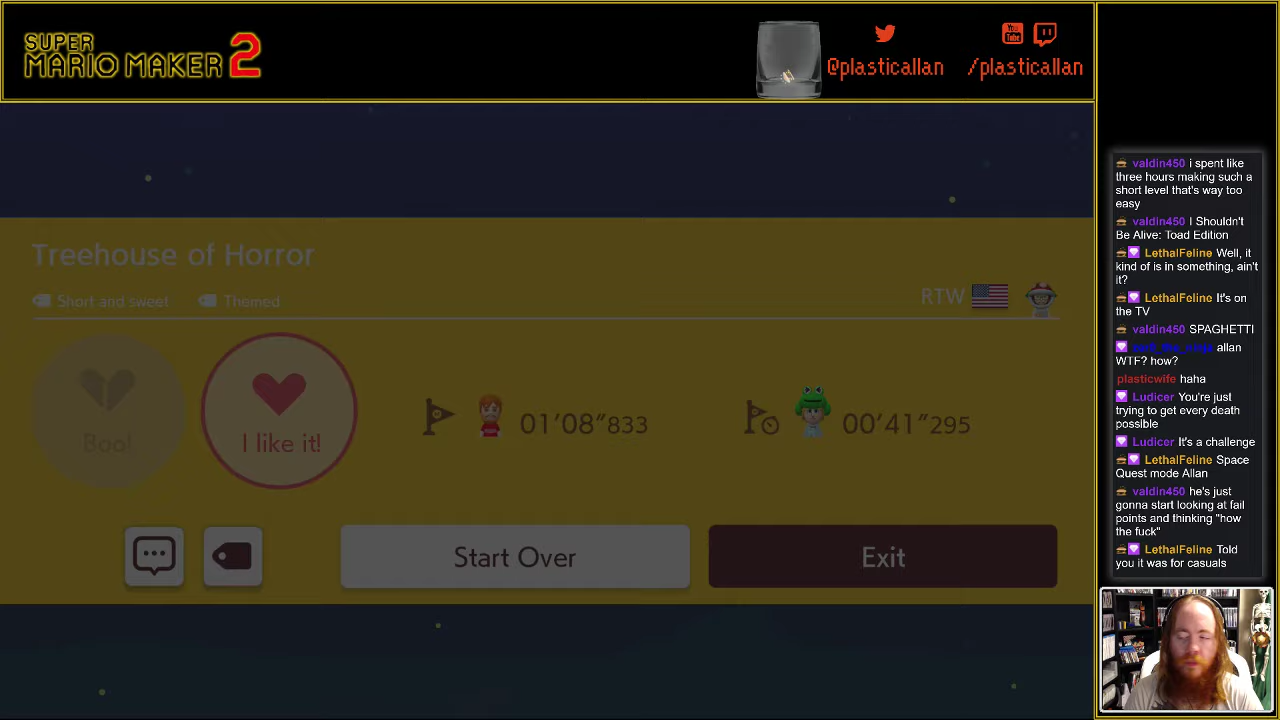 SUPER
MARIO MAKER 2
@plasticallan
You Tube
/plasticallan
Treehouse of Horror
Short and sweet
Themed
RTW
Boo!
I like it!
01'08"833
00'41"295
Start Over
Exit
valdin450 i spent like
three hours making such a
short level that's way too
easy
valdin450 I Shouldn't
Be Alive: Toad Edition
LethalFeline Well, it
kind of is in something, ain't
it?
LethalFeline It's on
the TV
valdin450 SPAGHETTI
allan
WTF? how?
plasticwife haha
Ludicer You're just
trying to get every death
possible
Ludicer It's a challenge
LethalFeline Space
Quest mode Allan
valdin450 he's just
gonna start looking at fail
points and thinking "how
the fuck"
LethalFeline Told
you it was for casuals